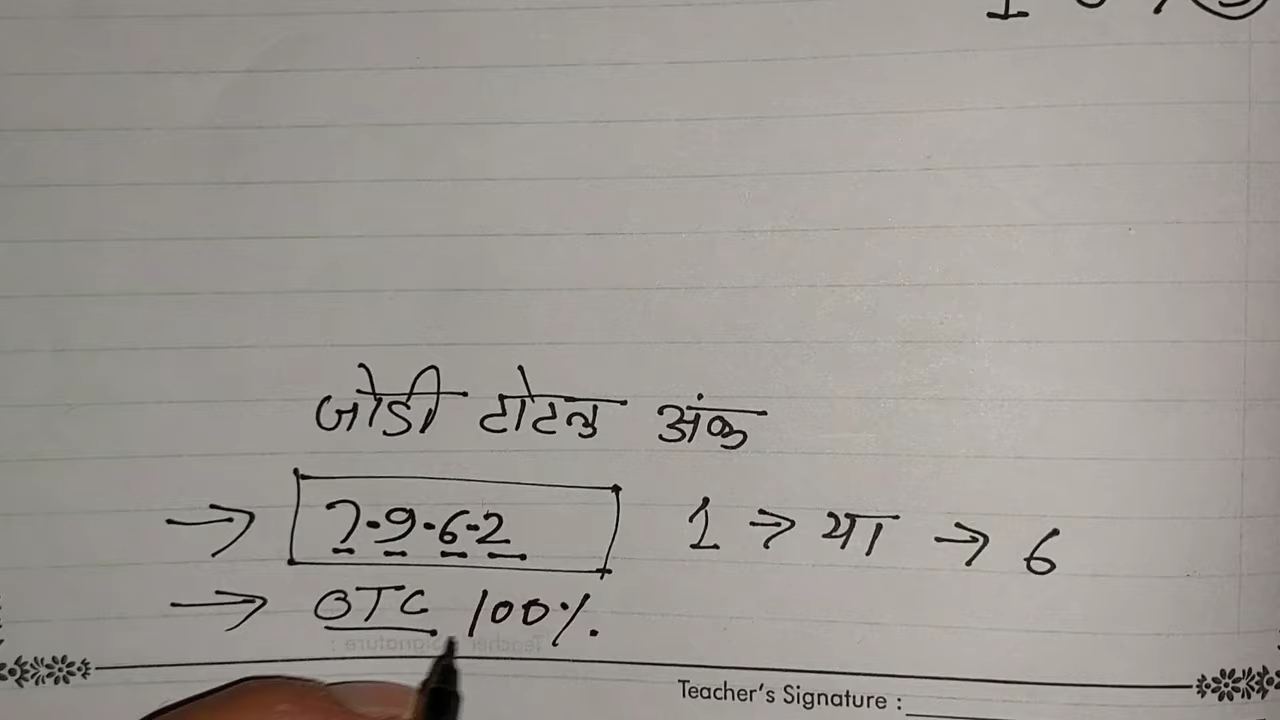 जोडी टोटल अंक
→ 7-9-6-2 1 → या → 6
→ OTC 100%.
Teacher's Signature :